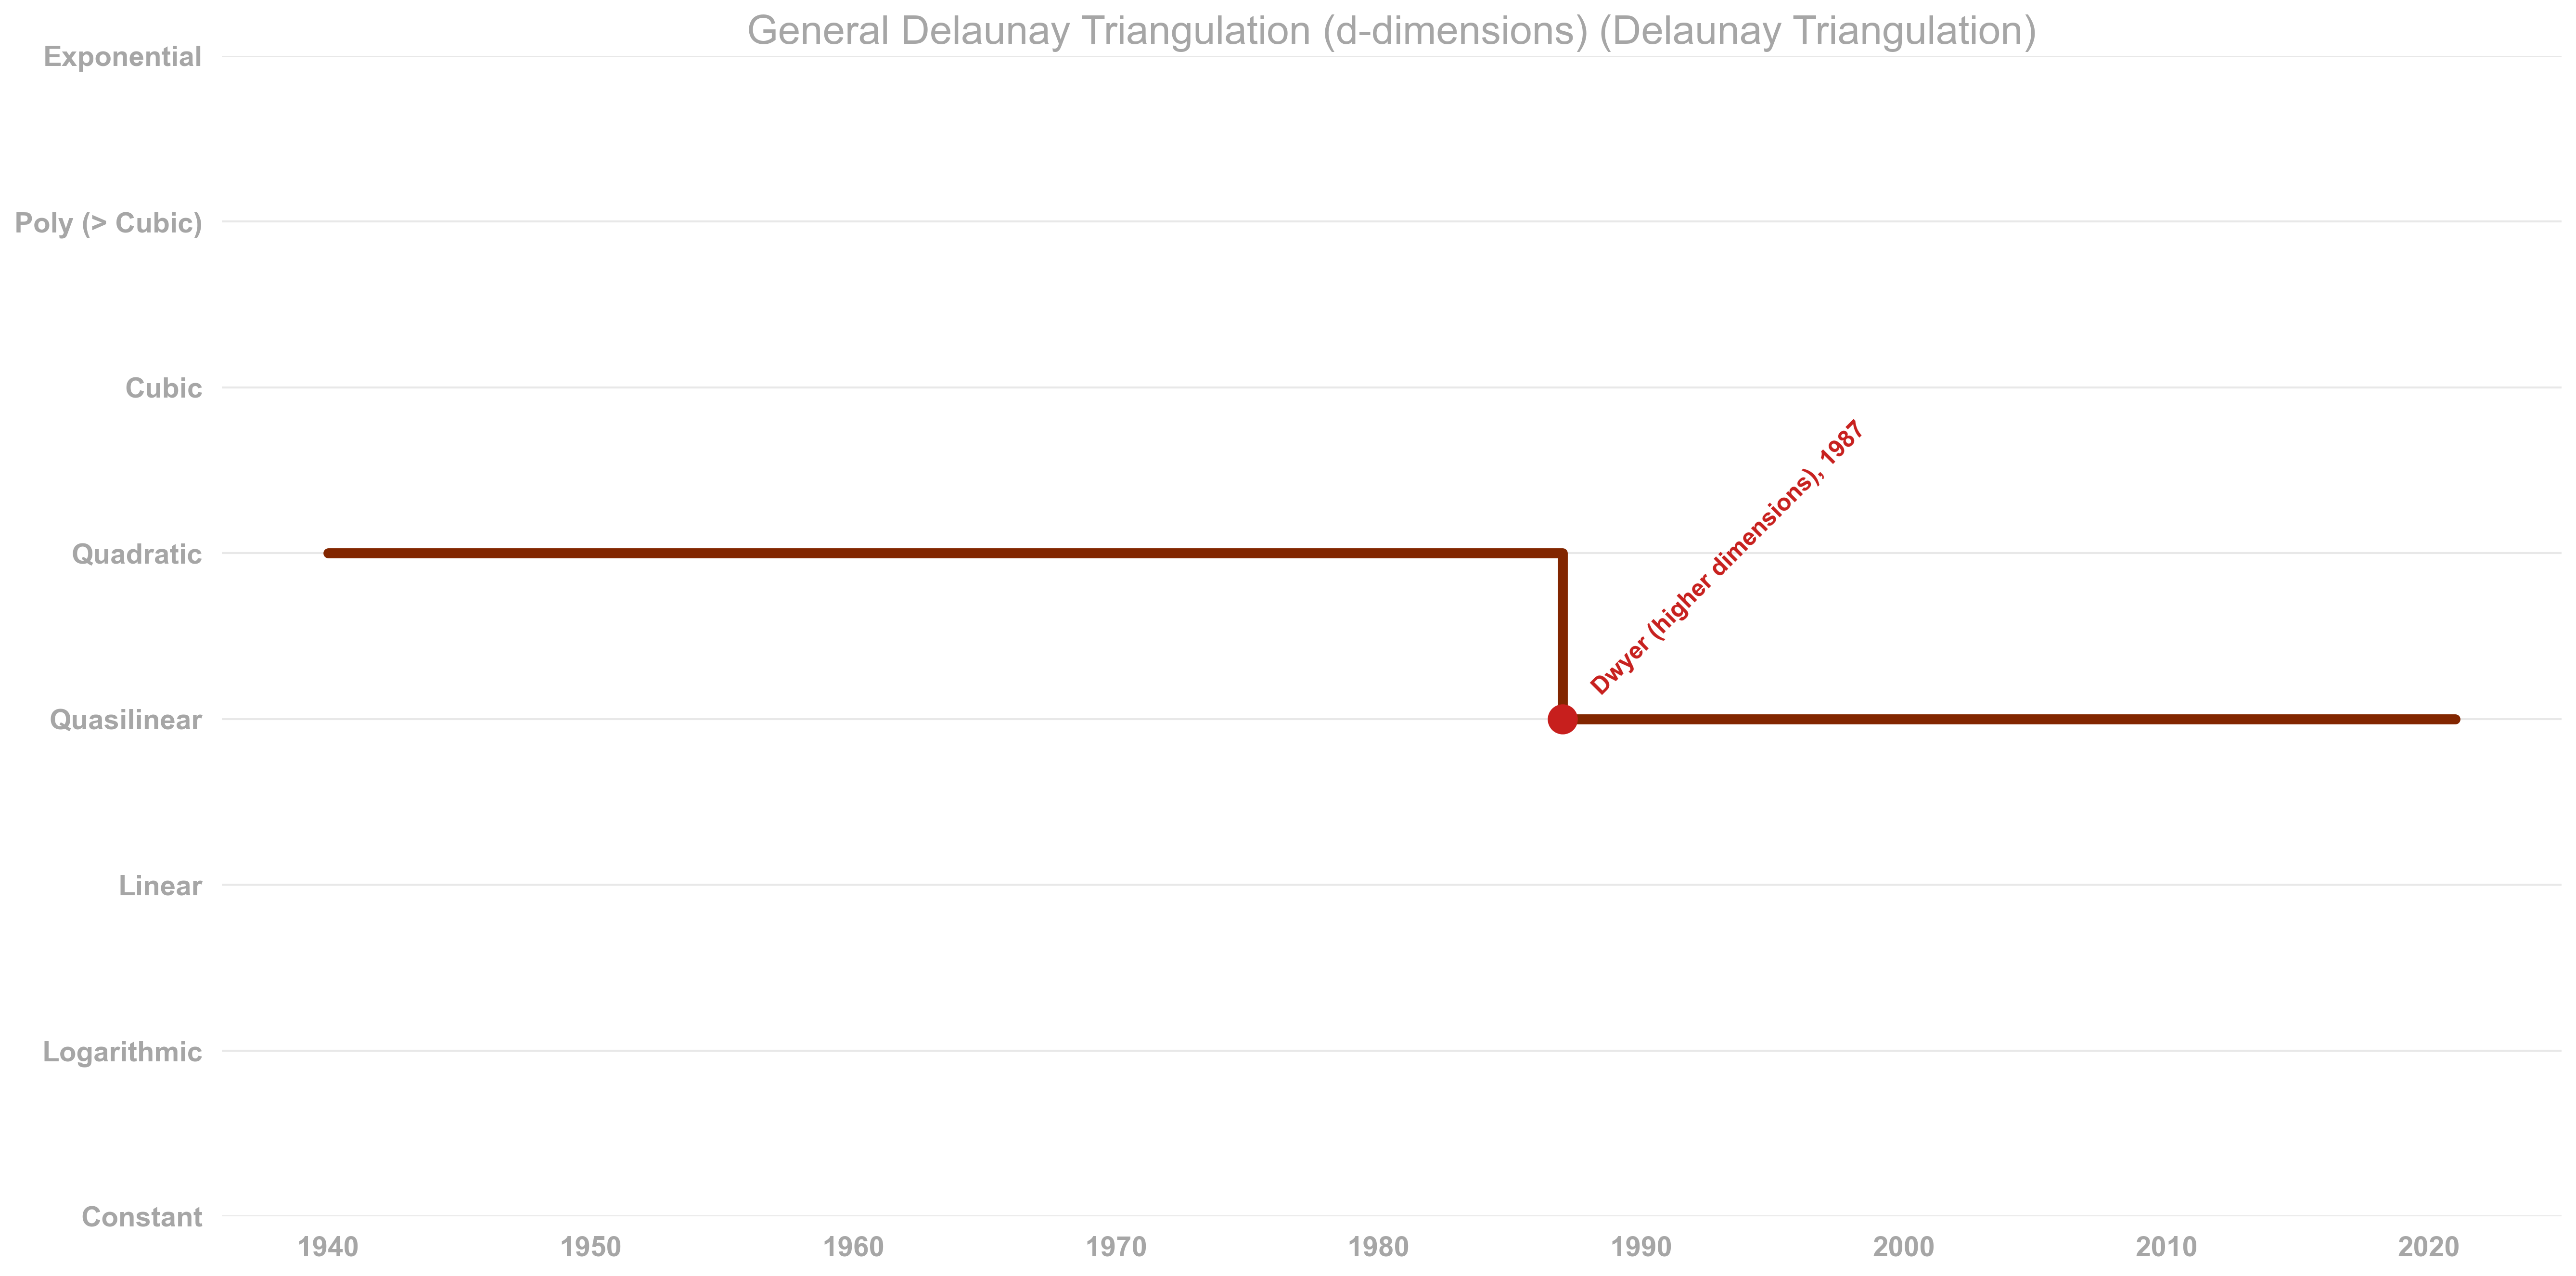 General Delaunay Triangulation (d-dimensions) (Delaunay Triangulation)
Exponential
Poly (> Cubic)
Cubic
Quadratic
Quasilinear
Linear
Logarithmic
Constant
Dwyer (higher dimensions), 1987
1940 1950 1960 1970 1980 1990 2000 2010 2020